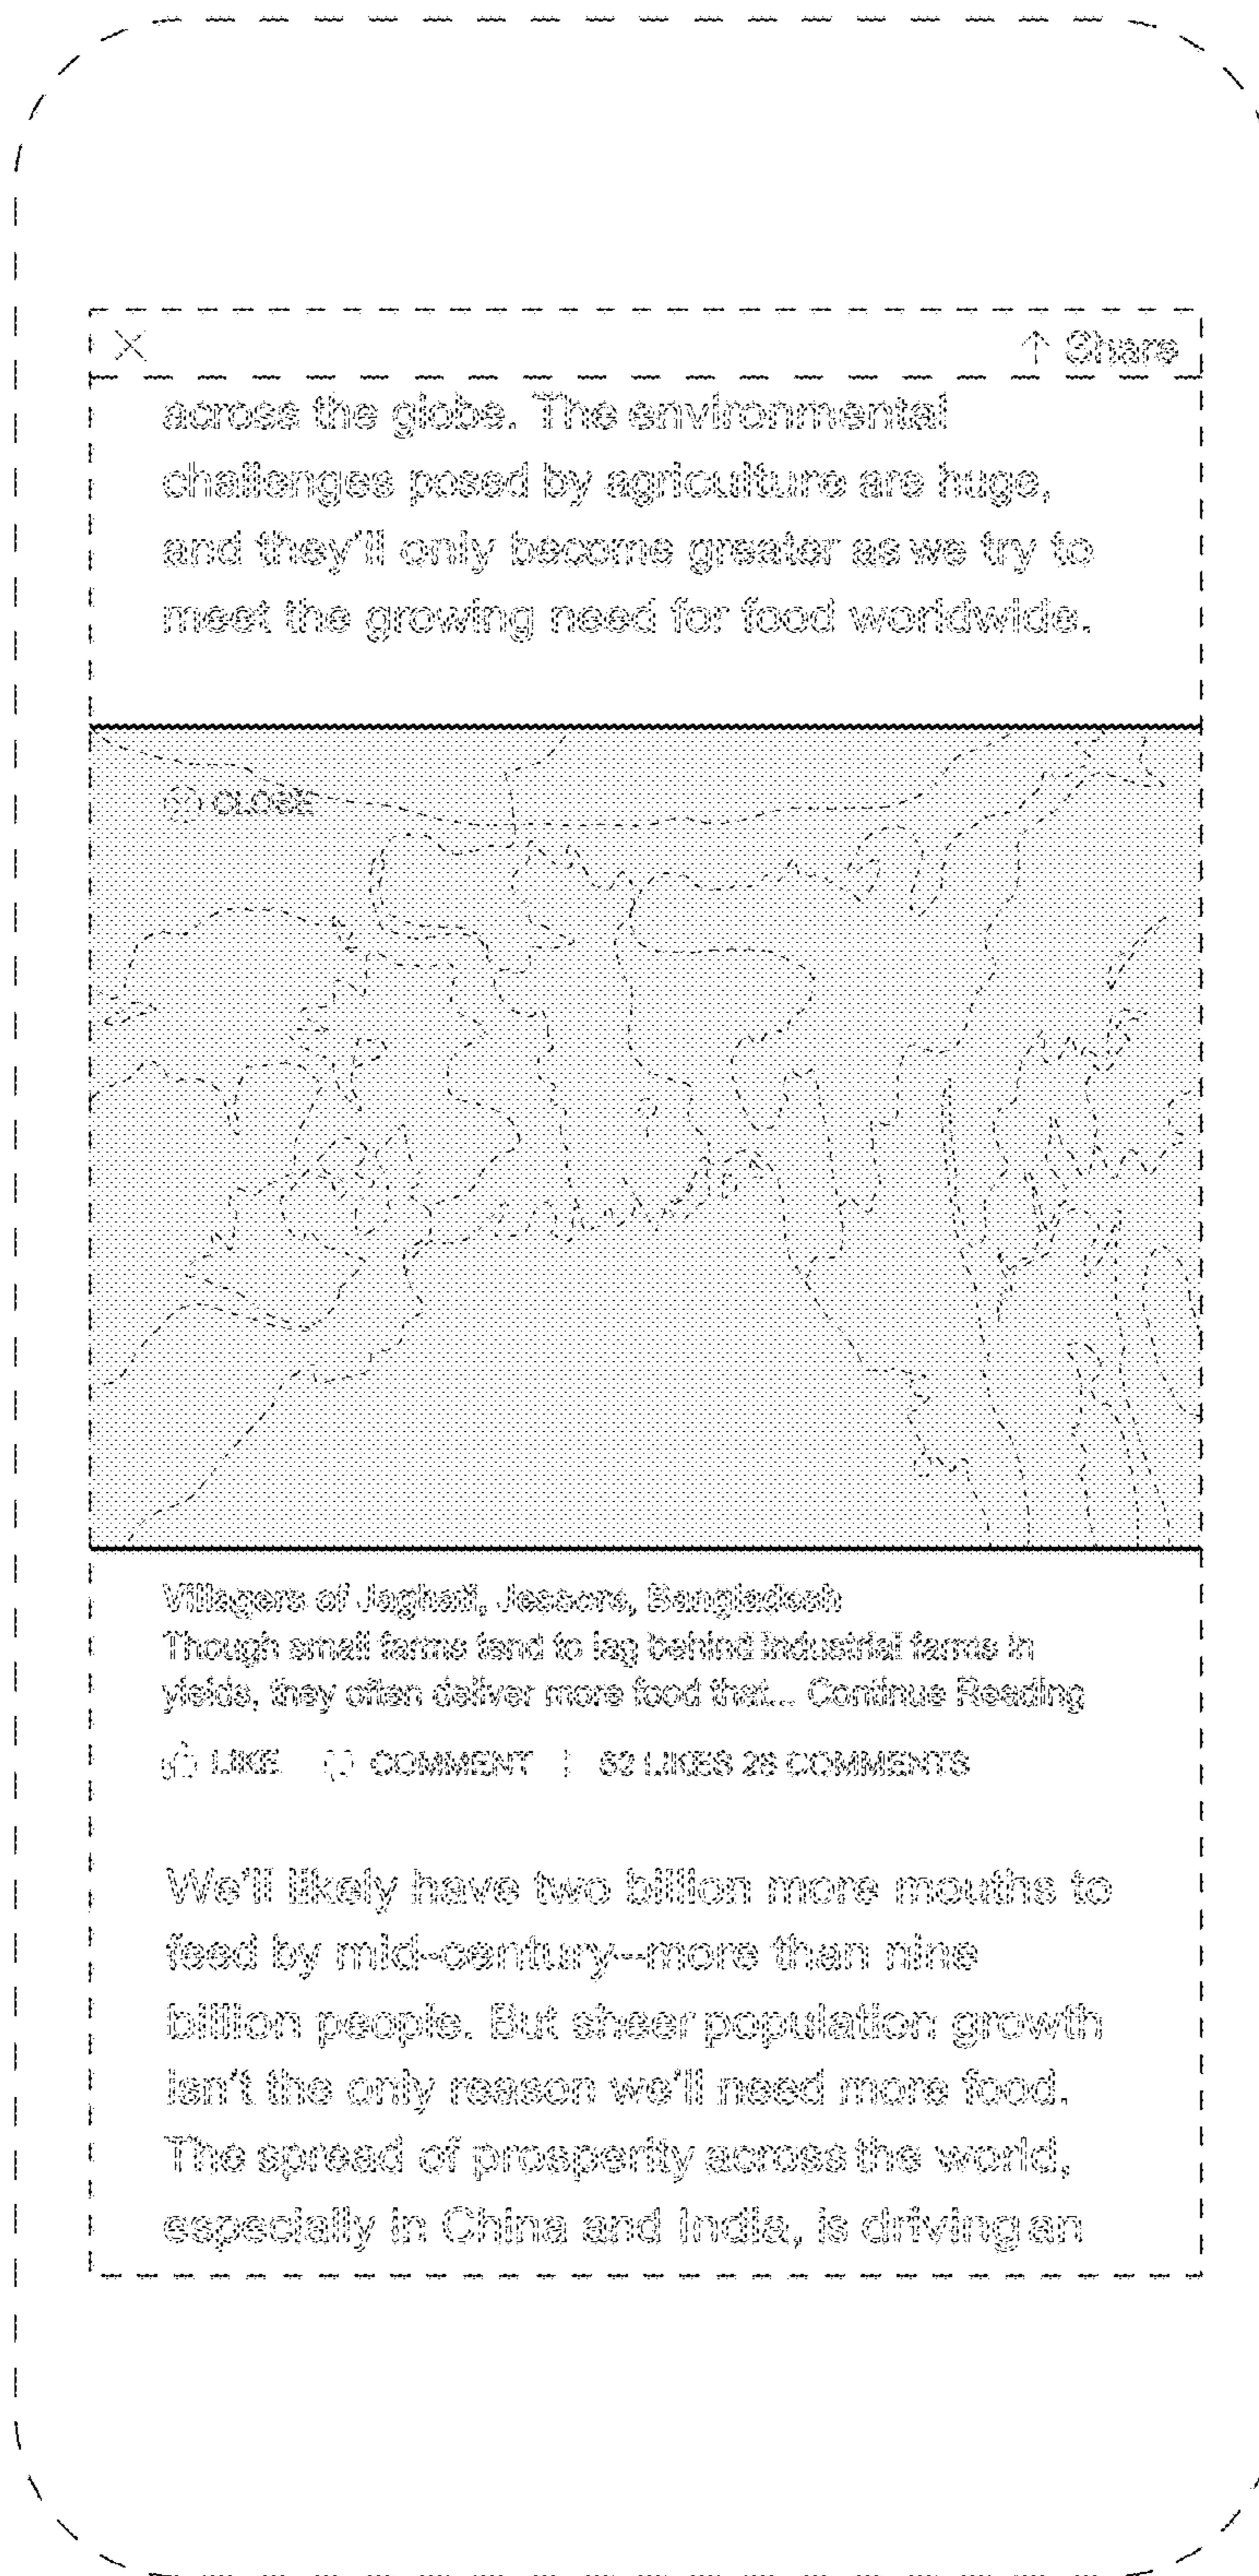 ↑ Share
across the globe. The environmental
challenges posed by agriculture are huge,
and they'll only become greater as we try to
meet the growing need for food worldwide.
CLOSE
Villagers of Jaghati, Jessore, Bangladesh
Though small farms tend to lag behind industrial farms in
yields, they often deliver more food that... Continue Reading
LIKE COMMENT | 52 LIKES 28 COMMENTS
We'll likely have two billion more mouths to
feed by mid-century--more than nine
billion people. But sheer population growth
isn't the only reason we'll need more food.
The spread of prosperity across the world,
especially in China and India, is driving an